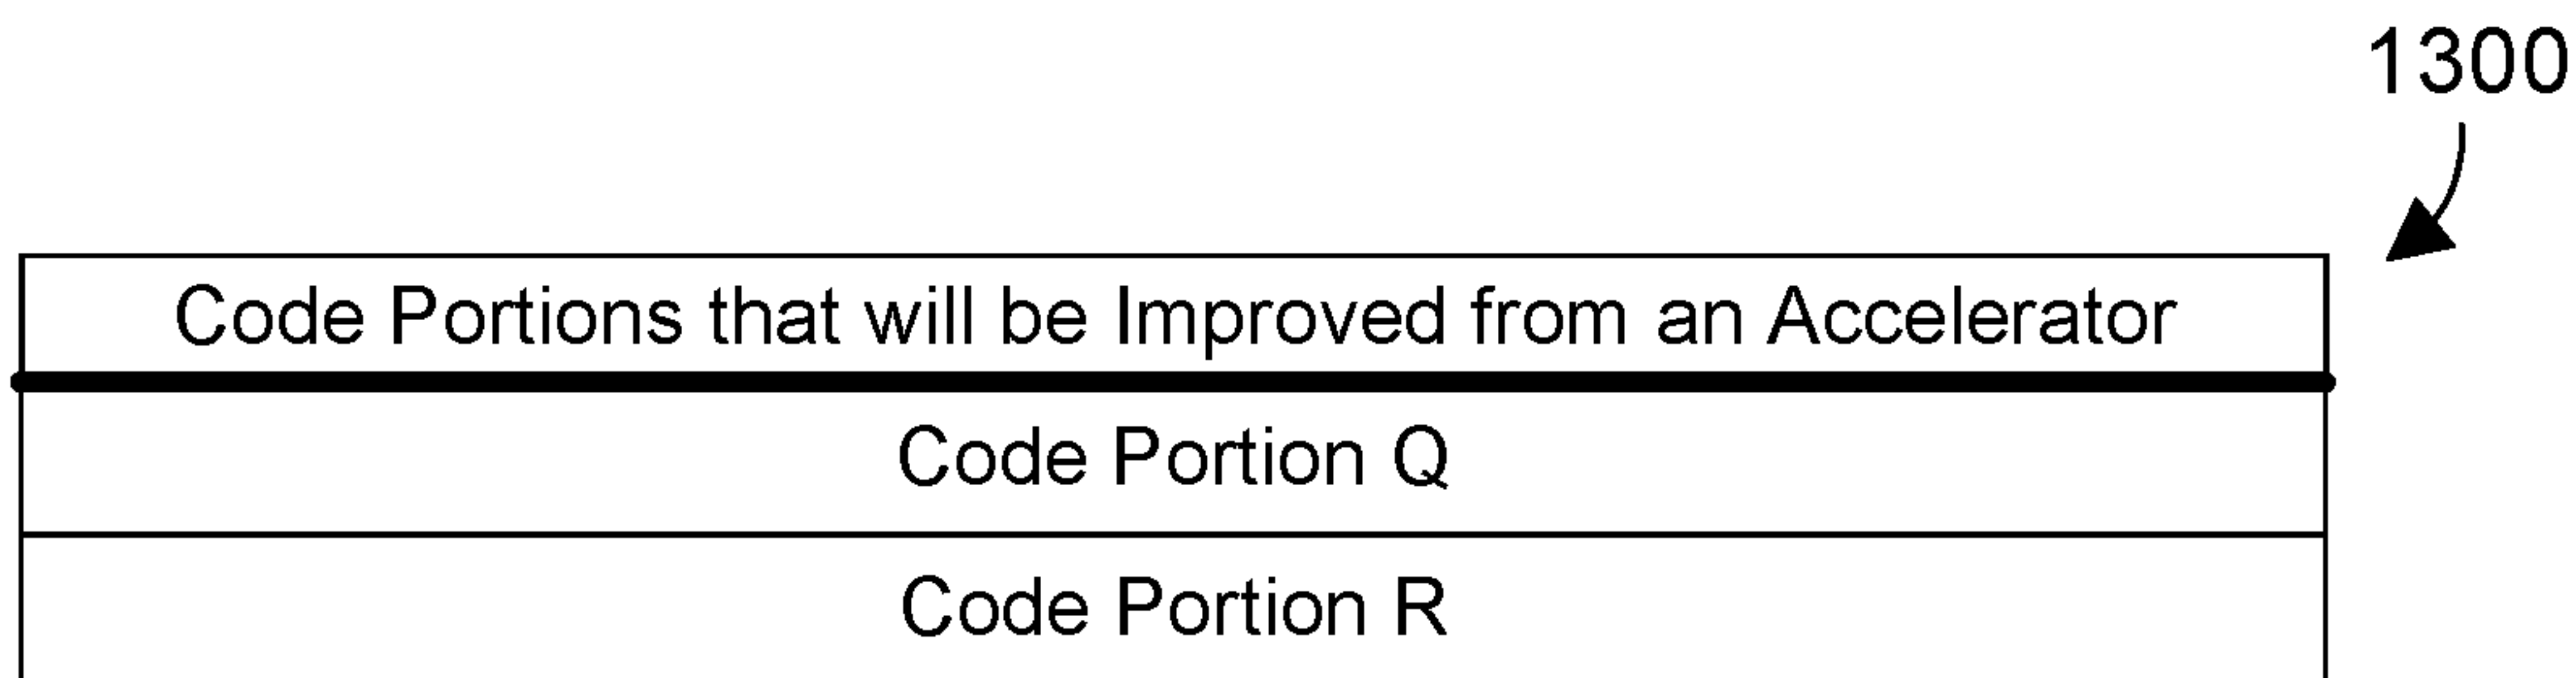 1300
Code Portions that will be Improved from an Accelerator
Code Portion Q
Code Portion R